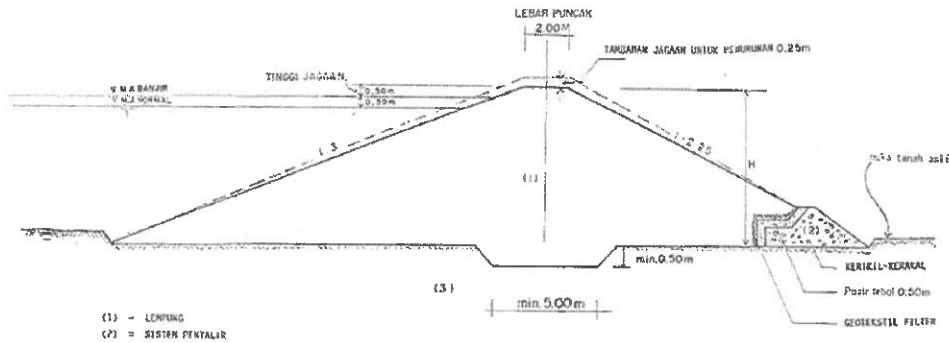 LEBAR PUNCAK
2.00M
TAMBAHAN JAGAAN UNTUK PENURUNAN 0.25m
TINGGI JAGAAN
M A BANJIR
0,50m
M A NORMAL
0,50m
1:3
1:2.25
H
(1)
muka tanah asli
(2)
min.0.50m
KERIKIL-KERAKAL
(3)
Pasir tebal 0.50m
min. 5.00m
GEOTEKSTIL FILTER
(1) = LEMPUNG
(2) = SISTEM PENYALIR